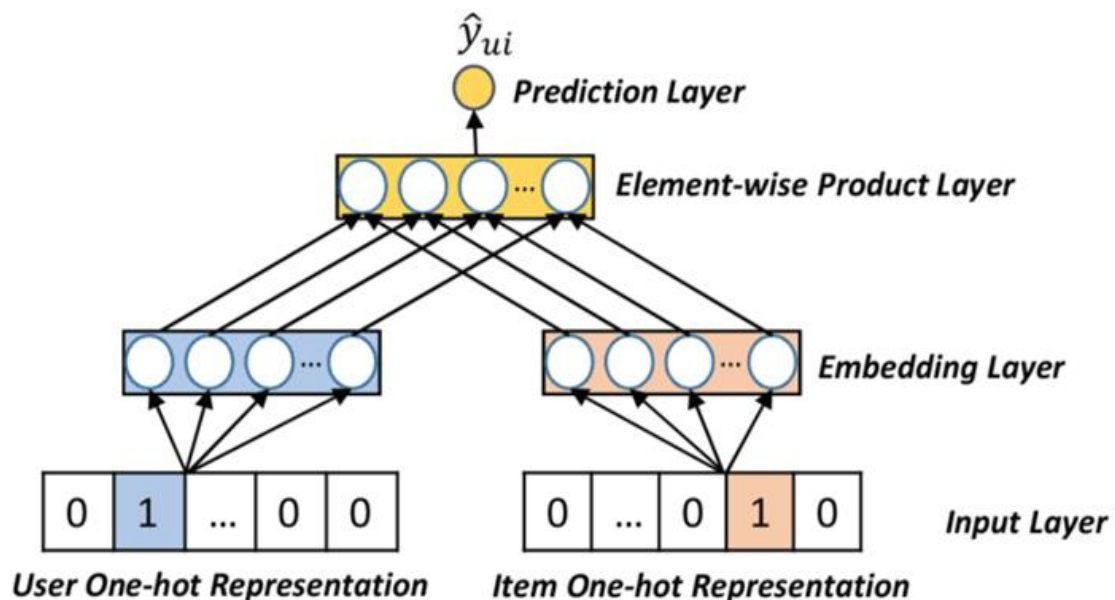 ŷui
Prediction Layer
... Element-wise Product Layer
... ... Embedding Layer
0 1 ... 0 0 0 ... 0 1 0 Input Layer
User One-hot Representation Item One-hot Representation